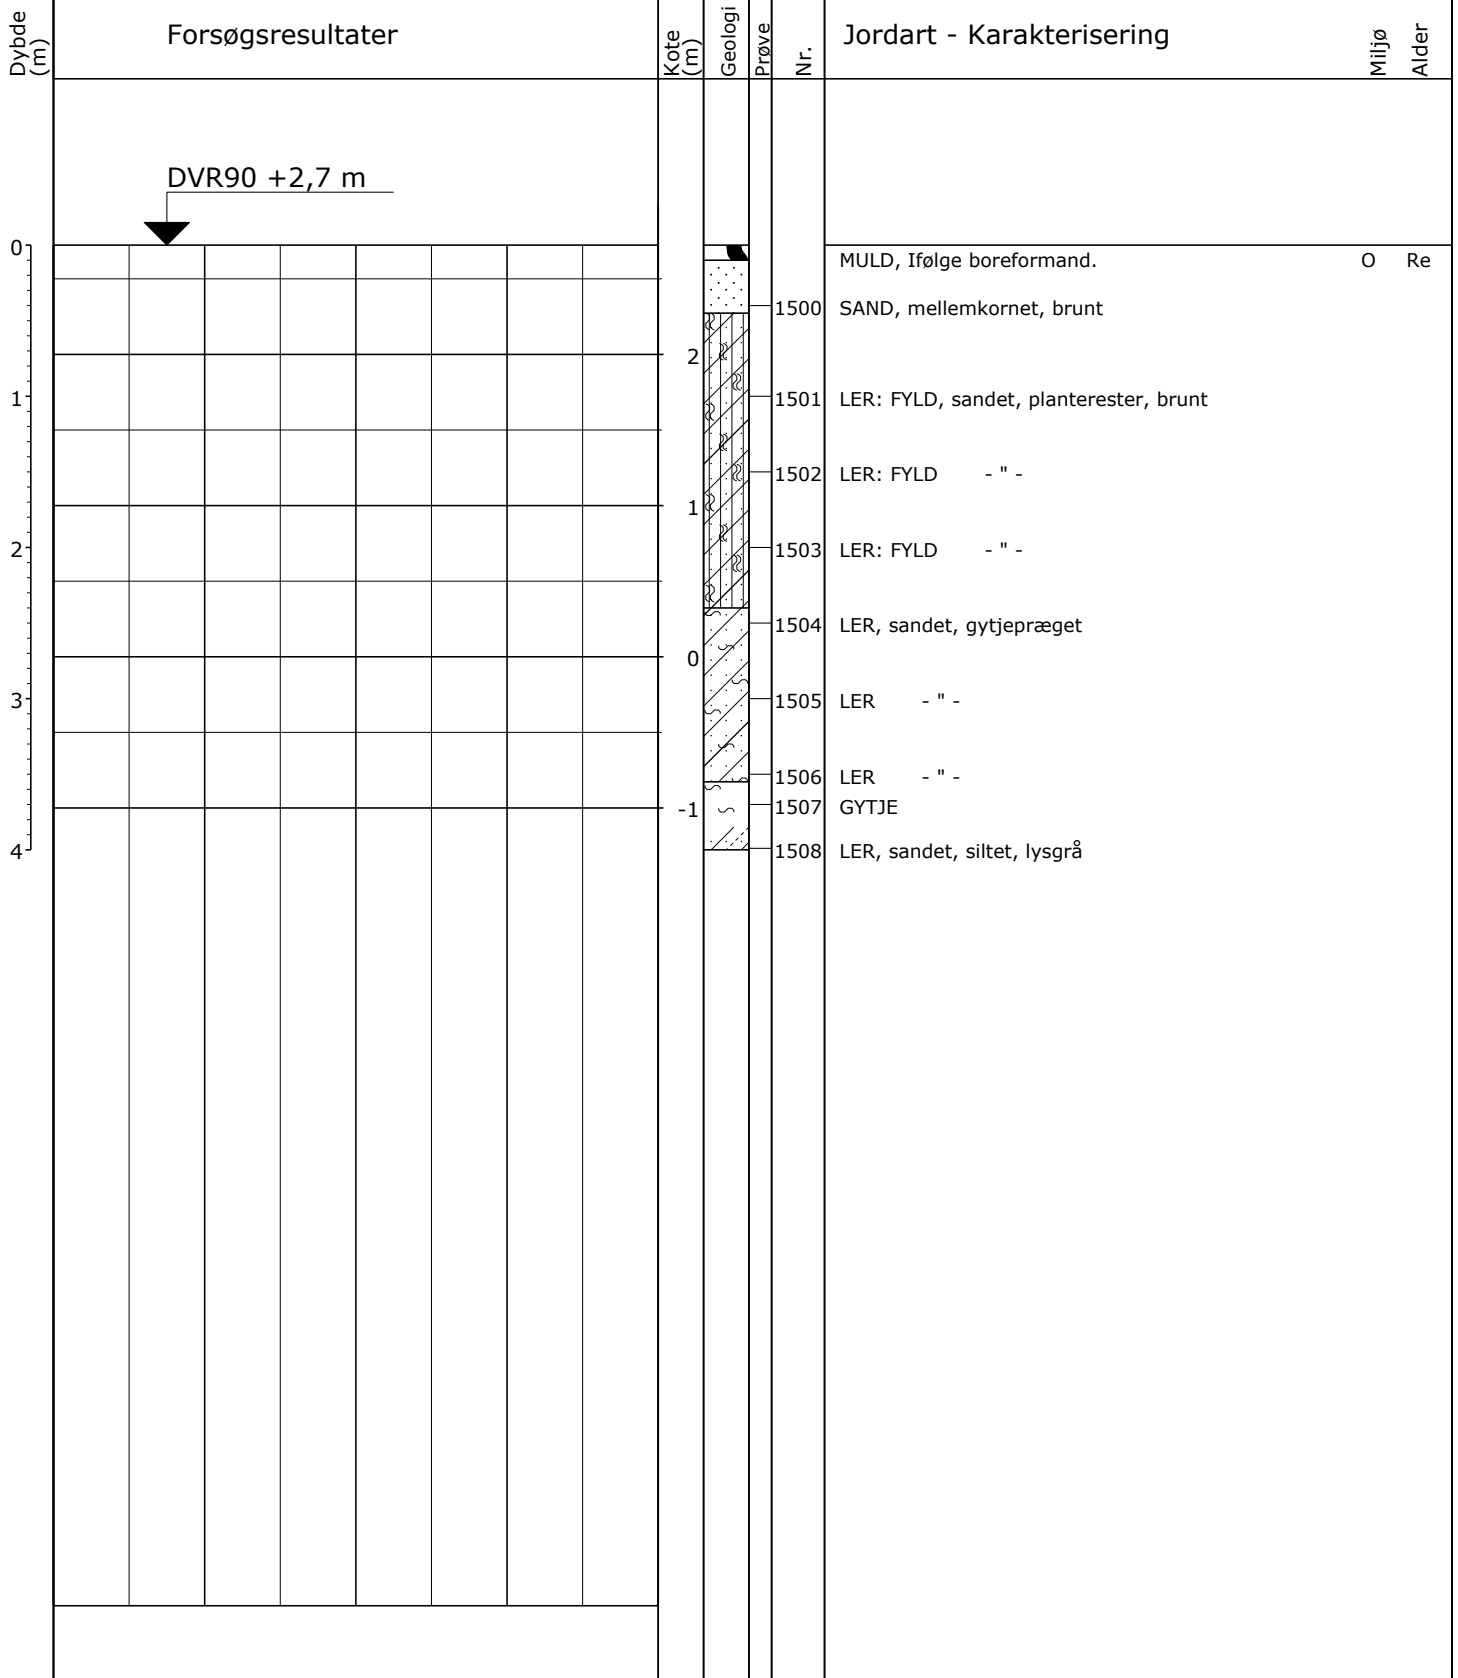 Dybde
(m)
Forsøgsresultater
Kote
(m)
Geologi
Prøve
Nr.
Jordart - Karakterisering
Miljø
Alder
DVR90 +2,7 m
0
MULD, Ifølge boreformand. O Re
1500 SAND, mellemkornet, brunt
2
1
1501 LER: FYLD, sandet, planterester, brunt
1502 LER: FYLD - " -
1
2
1503 LER: FYLD - " -
1504 LER, sandet, gytjepræget
0
3
1505 LER - " -
1506 LER - " -
-1
1507 GYTJE
4
1508 LER, sandet, siltet, lysgrå